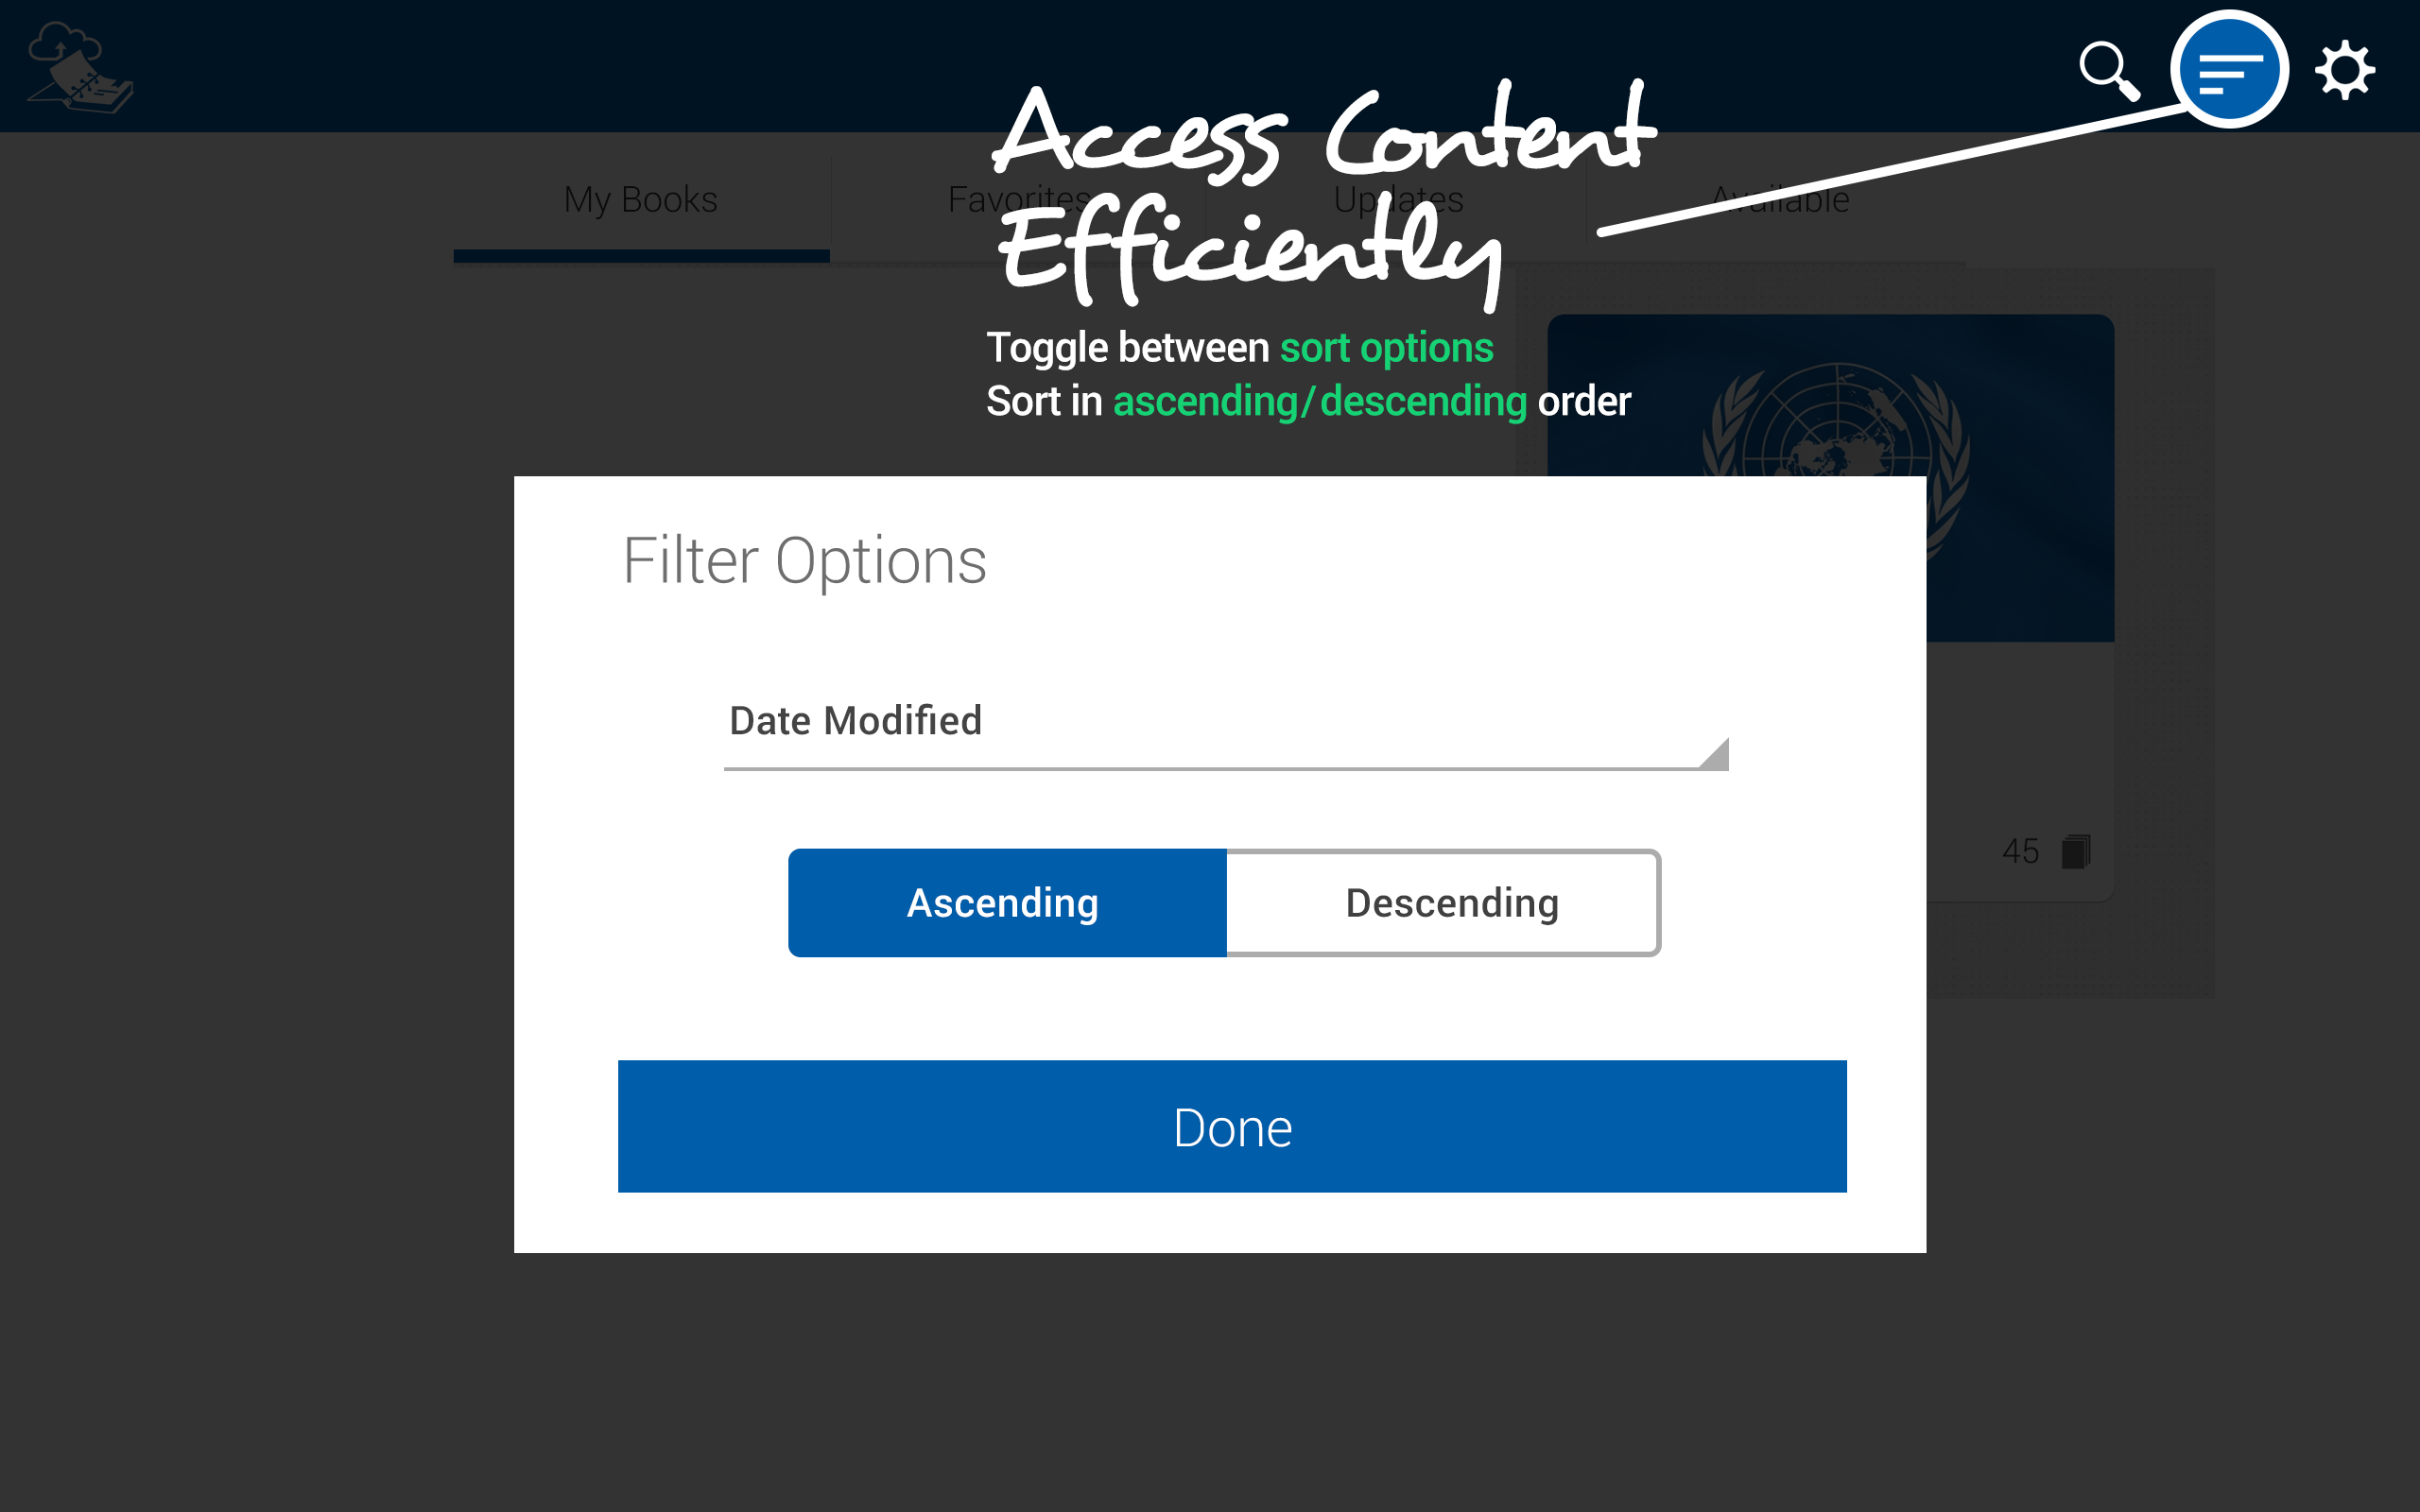 Access Content
Efficiently
My Books
Favorites
Updates
Available
Toggle between sort options
Sort in ascending/descending order
Filter Options
Date Modified
45
Ascending
Descending
Done